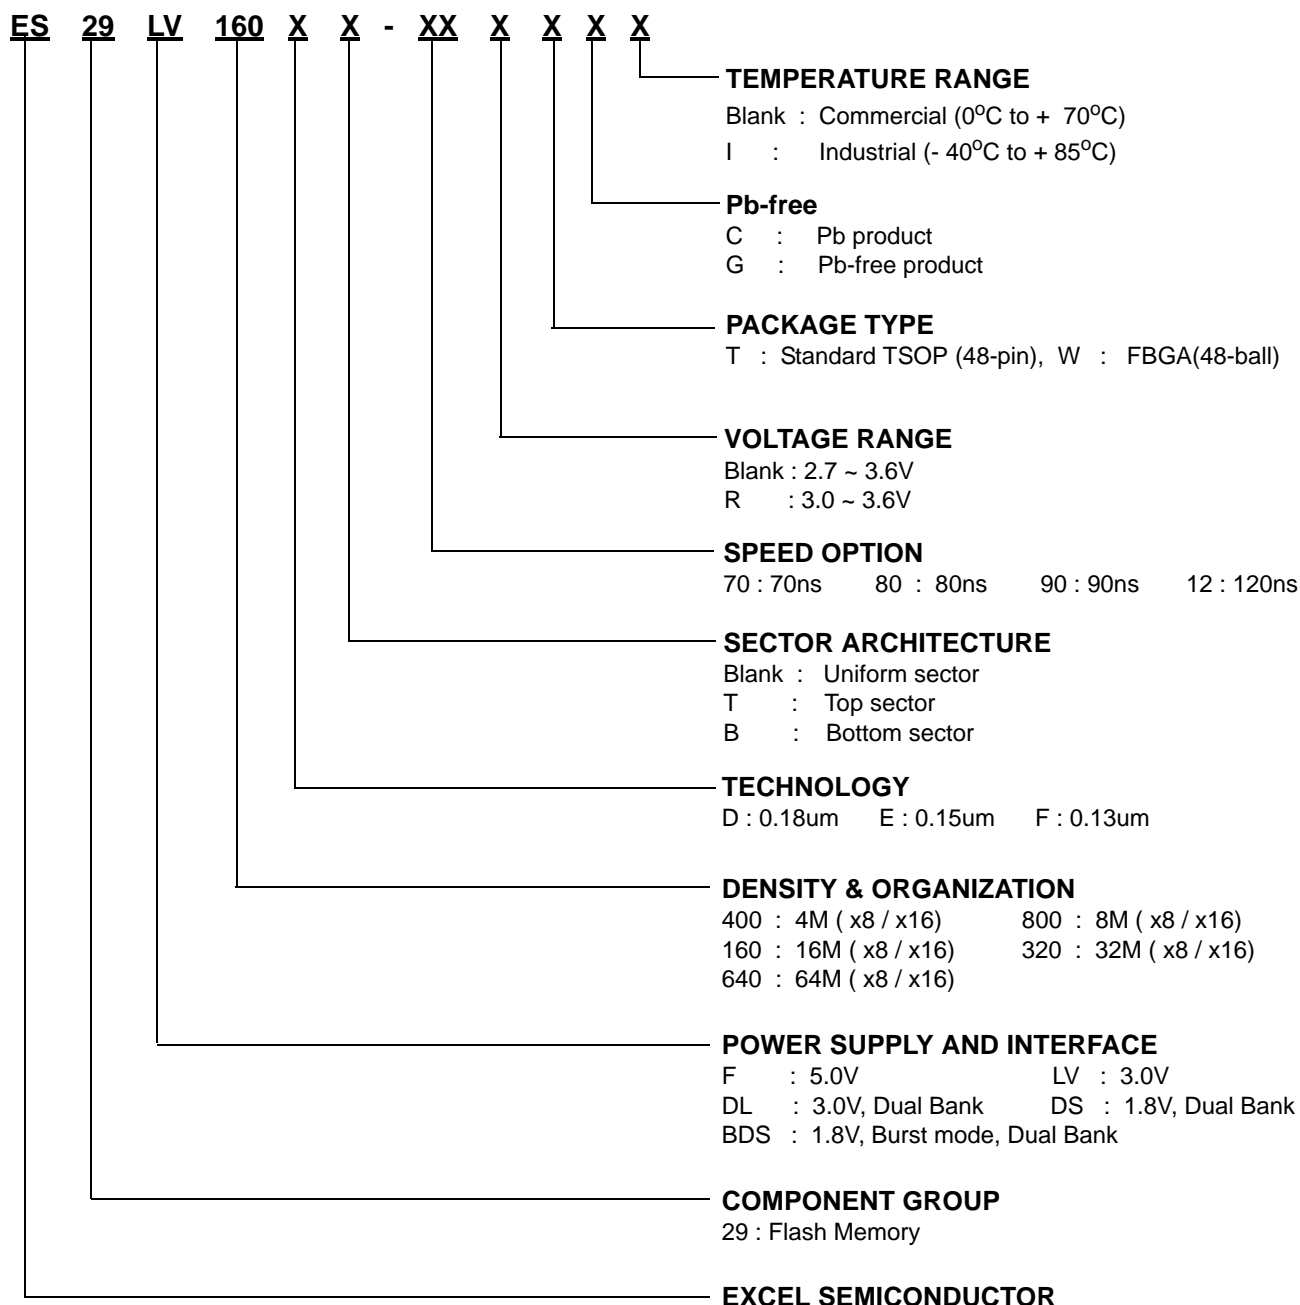 ES 29 LV 160 X X - XX X X X X
TEMPERATURE RANGE
Blank : Commercial (0°C to + 70°C)
I : Industrial (- 40°C to + 85°C)
Pb-free
C : Pb product
G : Pb-free product
PACKAGE TYPE
T : Standard TSOP (48-pin), W : FBGA(48-ball)
VOLTAGE RANGE
Blank : 2.7 ~ 3.6V
R : 3.0 ~ 3.6V
SPEED OPTION
70 : 70ns 80 : 80ns 90 : 90ns 12 : 120ns
SECTOR ARCHITECTURE
Blank : Uniform sector
T : Top sector
B : Bottom sector
TECHNOLOGY
D : 0.18um E : 0.15um F : 0.13um
DENSITY & ORGANIZATION
400 : 4M ( x8 / x16) 800 : 8M ( x8 / x16)
160 : 16M ( x8 / x16) 320 : 32M ( x8 / x16)
640 : 64M ( x8 / x16)
POWER SUPPLY AND INTERFACE
F : 5.0V LV : 3.0V
DL : 3.0V, Dual Bank DS : 1.8V, Dual Bank
BDS : 1.8V, Burst mode, Dual Bank
COMPONENT GROUP
29 : Flash Memory
EXCEL SEMICONDUCTOR